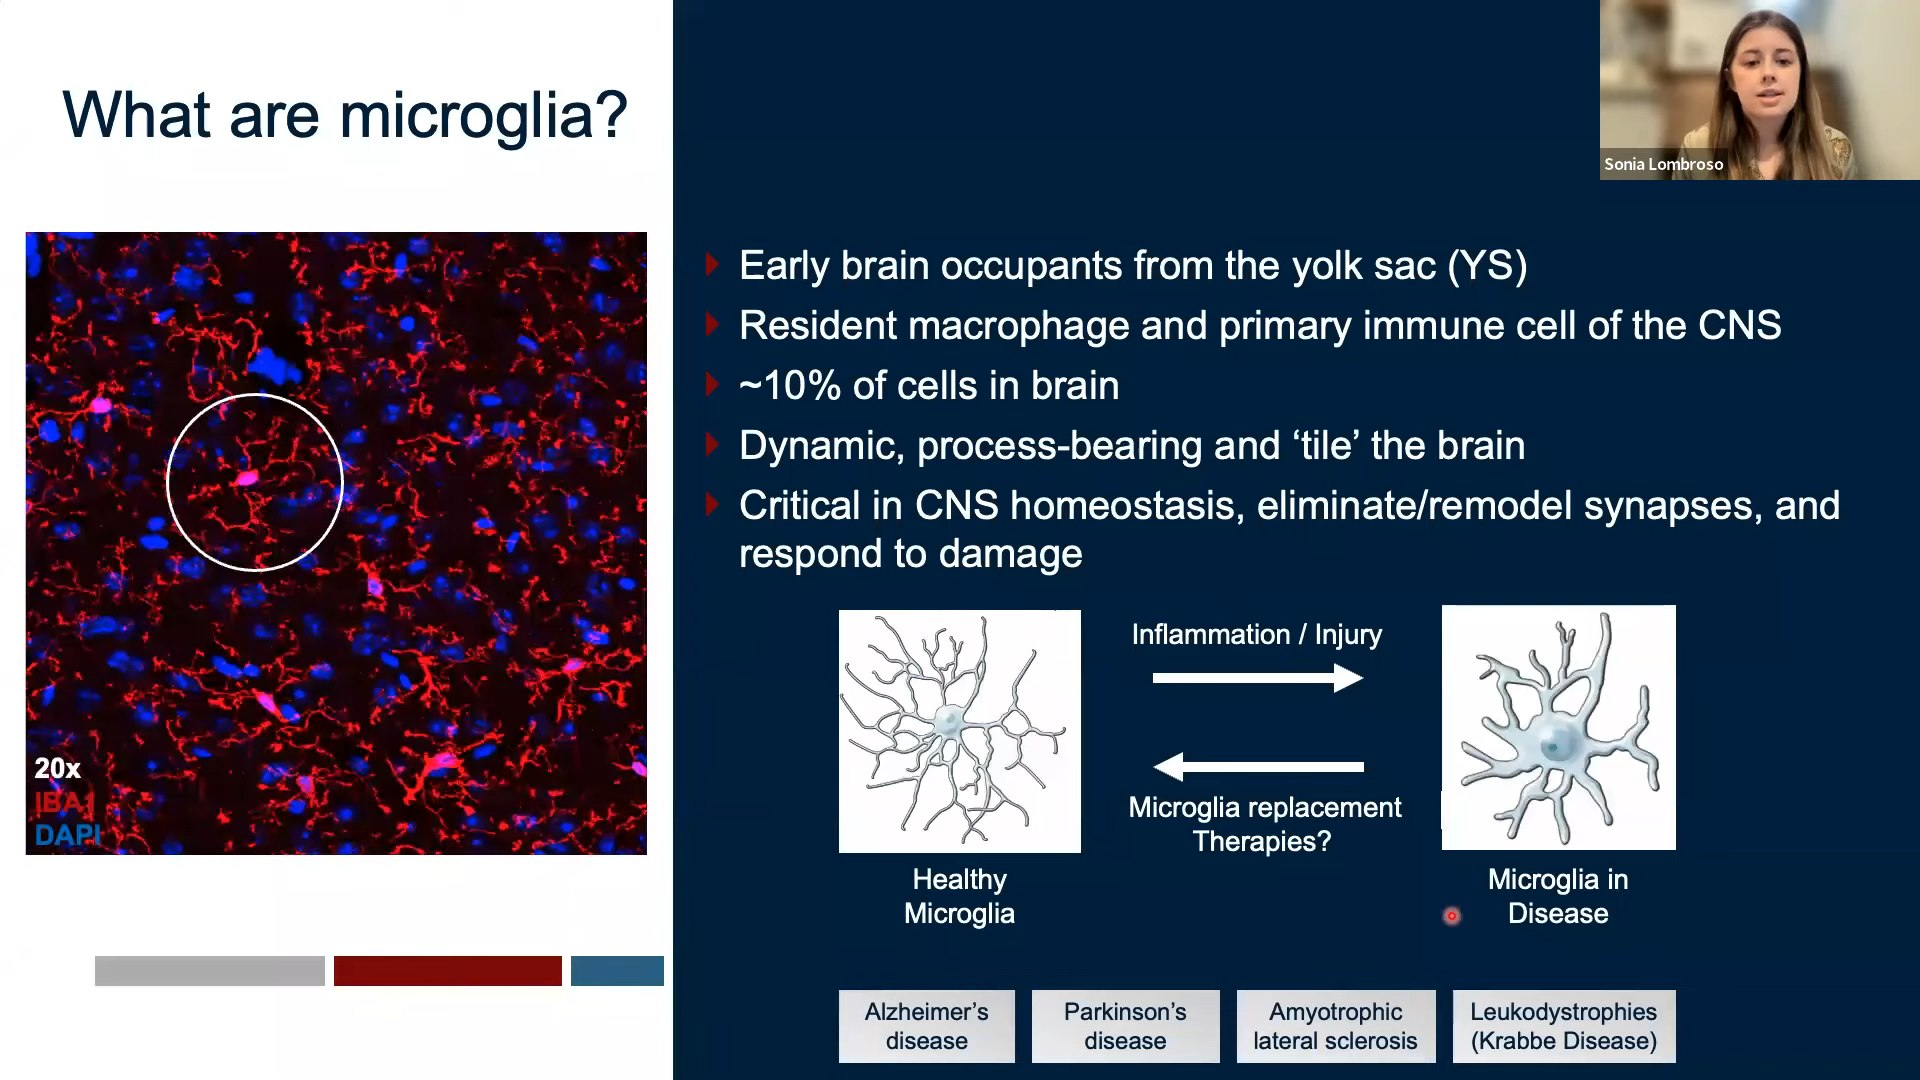 What are microglia?
Sonia Lombroso
Early brain occupants from the yolk sac (YS)
Resident macrophage and primary immune cell of the CNS
~10% of cells in brain
Dynamic, process-bearing and ‘tile’ the brain
Critical in CNS homeostasis, eliminate/remodel synapses, and
respond to damage
20x
IBA1
DAPI
Inflammation / Injury
Microglia replacement
Therapies?
Healthy
Microglia
Microglia in
Disease
Alzheimer’s
disease
Parkinson’s
disease
Amyotrophic
lateral sclerosis
Leukodystrophies
(Krabbe Disease)